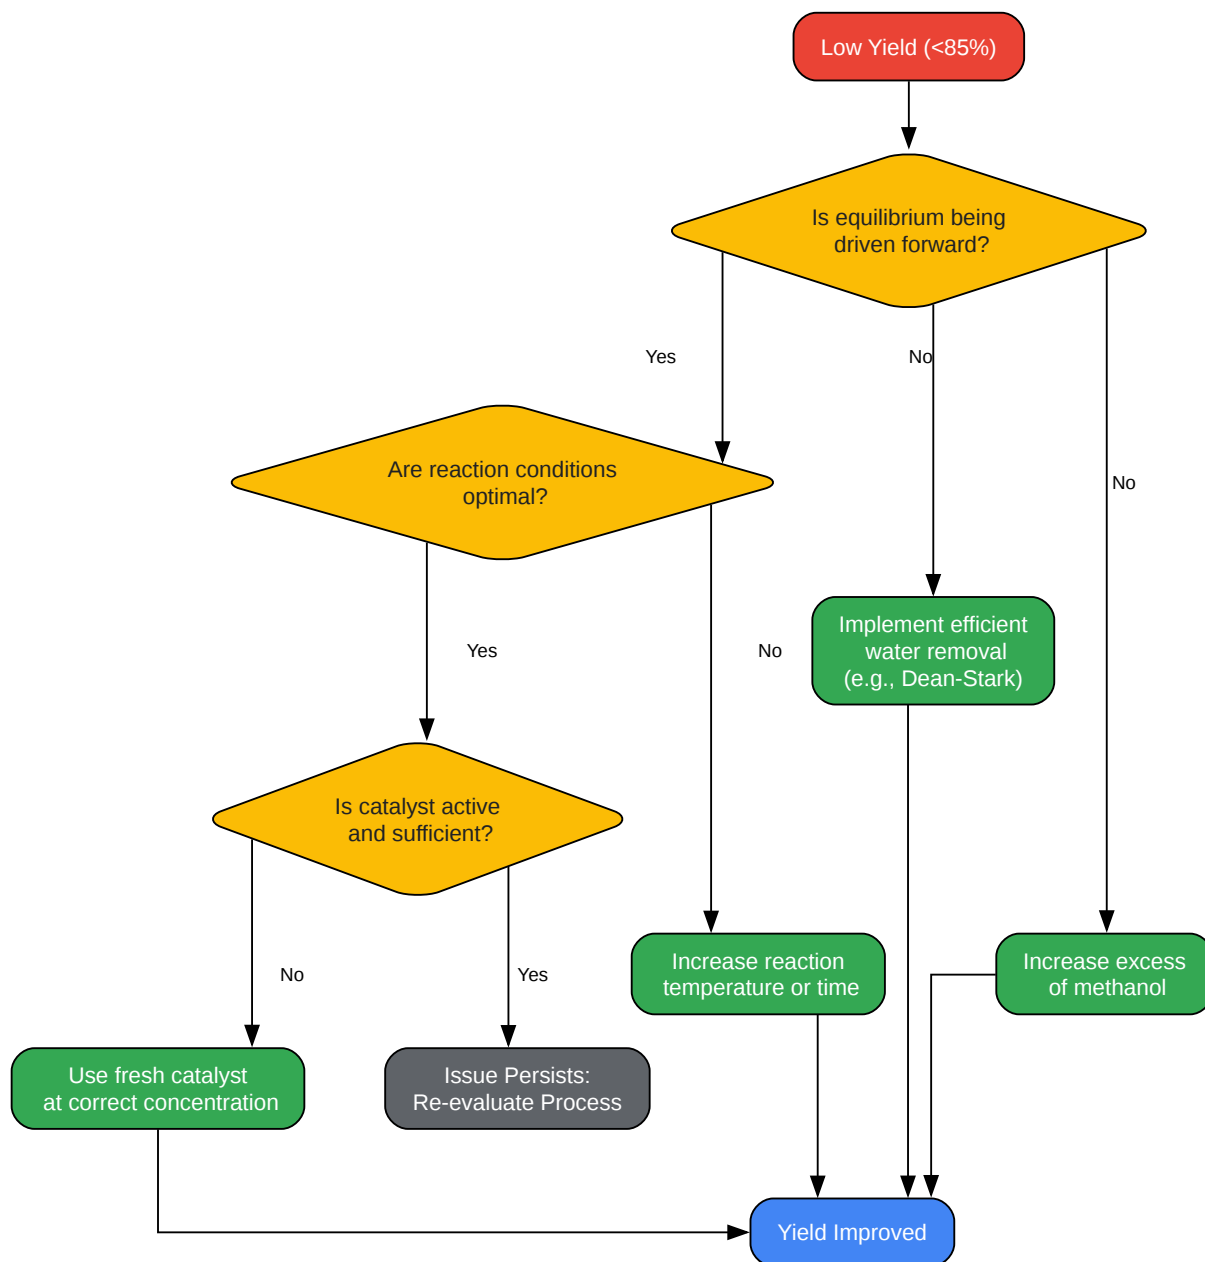 Low Yield (<85%)
Is equilibrium being
driven forward?
Yes
No
No
Are reaction conditions
optimal?
Yes
No
Implement efficient
water removal
(e.g., Dean-Stark)
Is catalyst active
and sufficient?
No
Yes
Increase reaction
temperature or time
Increase excess
of methanol
Use fresh catalyst
at correct concentration
Issue Persists:
Re-evaluate Process
Yield Improved